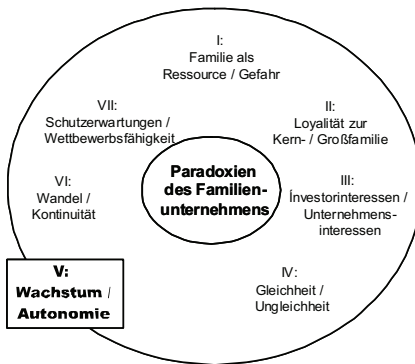 I:
Familie als
Ressource / Gefahr
II:
Loyalität zur
Kern- / Großfamilie
III:
Investorinteressen /
Unternehmens-
interessen
IV:
Gleichheit /
Ungleichheit
V:
Wachstum /
Autonomie
VI:
Wandel /
Kontinuität
VII:
Schutzerwartungen /
Wettbewerbsfähigkeit
Paradoxien
des Familien-
unternehmens